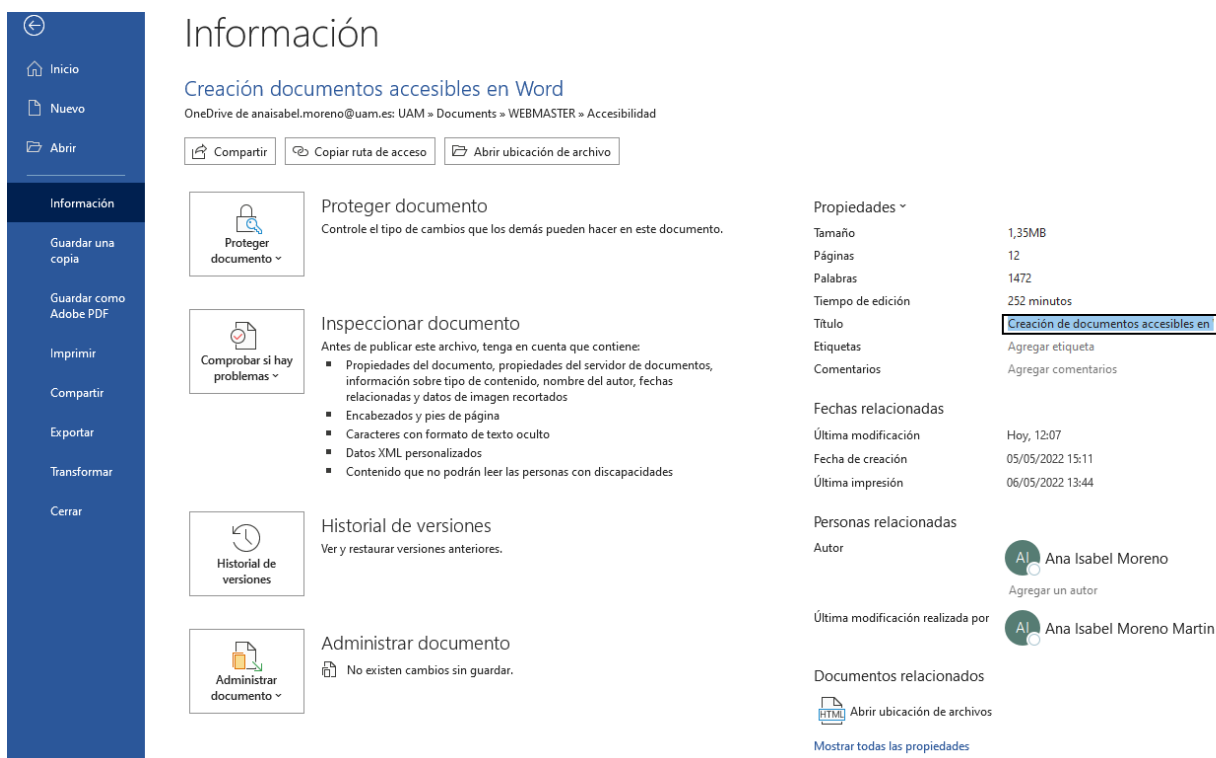 Información
Inicio
Nuevo
Abrir
Información
Guardar una
copia
Guardar como
Adobe PDF
Imprimir
Compartir
Exportar
Transformar
Cerrar
Creación documentos accesibles en Word
OneDrive de anaisabel.moreno@uam.es: UAM » Documents » WEBMASTER » Accesibilidad
Compartir
Copiar ruta de acceso
Abrir ubicación de archivo
Proteger
documento
Proteger documento
Controle el tipo de cambios que los demás pueden hacer en este documento.
Comprobar si hay
problemas
Inspeccionar documento
Antes de publicar este archivo, tenga en cuenta que contiene:
Propiedades del documento, propiedades del servidor de documentos,
información sobre tipo de contenido, nombre del autor, fechas
relacionadas y datos de imagen recortados
Encabezados y pies de página
Caracteres con formato de texto oculto
Datos XML personalizados
Contenido que no podrán leer las personas con discapacidades
Historial de
versiones
Historial de versiones
Ver y restaurar versiones anteriores.
Administrar
documento
Administrar documento
No existen cambios sin guardar.
Propiedades
Tamaño 1,35MB
Páginas 12
Palabras 1472
Tiempo de edición 252 minutos
Título Creación de documentos accesibles en
Etiquetas Agregar etiqueta
Comentarios Agregar comentarios
Fechas relacionadas
Última modificación Hoy, 12:07
Fecha de creación 05/05/2022 15:11
Última impresión 06/05/2022 13:44
Personas relacionadas
Autor
AI Ana Isabel Moreno
Agregar un autor
Última modificación realizada por
AI Ana Isabel Moreno Martin
Documentos relacionados
HTML Abrir ubicación de archivos
Mostrar todas las propiedades